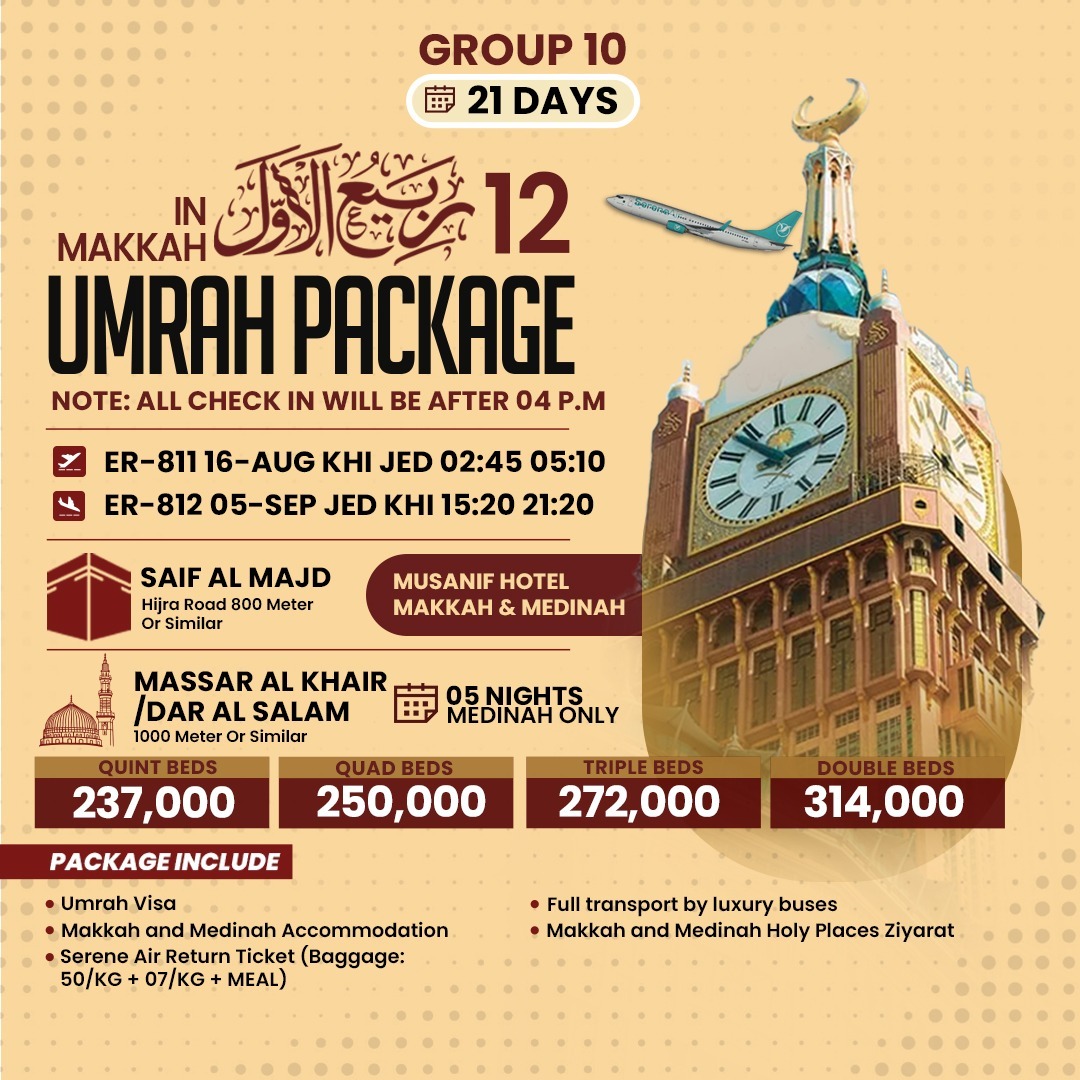 GROUP 10
21 DAYS
IN
MAKKAH
ربيع الأول 12
UMRAH PACKAGE
NOTE: ALL CHECK IN WILL BE AFTER 04 P.M
ER-811 16-AUG KHI JED 02:45 05:10
ER-812 05-SEP JED KHI 15:20 21:20
SAIF AL MAJD
Hijra Road 800 Meter
Or Similar
MUSANIF HOTEL
MAKKAH & MEDINAH
MASSAR AL KHAIR
/DAR AL SALAM
1000 Meter Or Similar
05 NIGHTS
MEDINAH ONLY
QUINT BEDS
237,000
QUAD BEDS
250,000
TRIPLE BEDS
272,000
DOUBLE BEDS
314,000
PACKAGE INCLUDE
• Umrah Visa
• Makkah and Medinah Accommodation
• Serene Air Return Ticket (Baggage:
50/KG + 07/KG + MEAL)
• Full transport by luxury buses
• Makkah and Medinah Holy Places Ziyarat